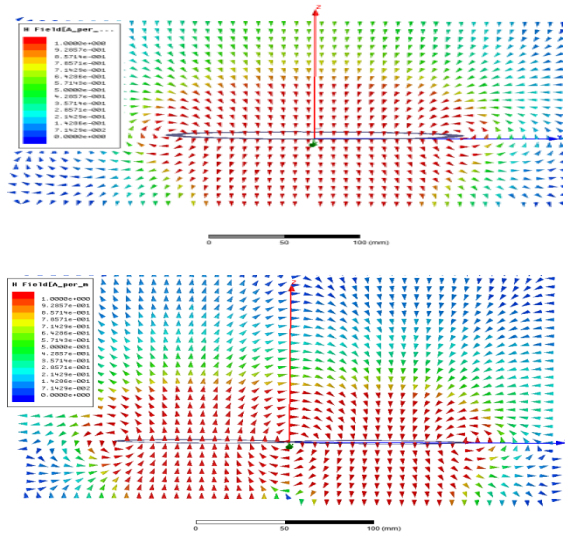 H Field[A_per_...
1.0000e+000
9.2857e-001
8.5714e-001
7.8571e-001
7.1429e-001
6.4286e-001
5.7143e-001
5.0000e-001
4.2857e-001
3.5714e-001
2.8571e-001
2.1429e-001
1.4286e-001
7.1429e-002
0.0000e+000
Z
0
50
100 (mm)
H Field[A_per_m
1.0000e+000
9.2857e-001
8.5714e-001
7.8571e-001
7.1429e-001
6.4286e-001
5.7143e-001
5.0000e-001
4.2857e-001
3.5714e-001
2.8571e-001
2.1429e-001
1.4286e-001
7.1429e-002
0.0000e+000
0
50
100 (mm)